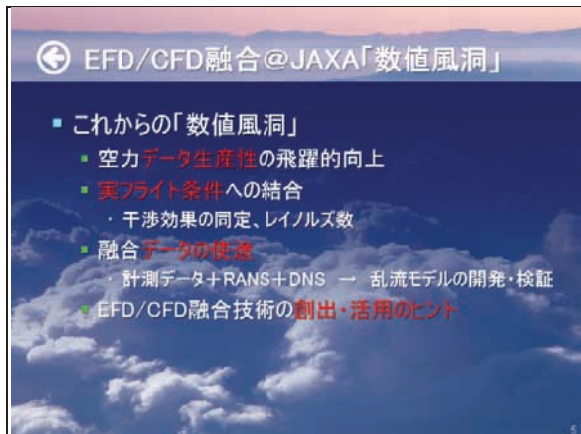 EFD/CFD融合@JAXA「数値風洞」
これからの「数値風洞」
空力データ生産性の飛躍的向上
実フライト条件への結合
・干渉効果の同定、レイノルズ数
融合データの使途
・計測データ+RANS+DNS → 乱流モデルの開発・検証
EFD/CFD融合技術の創出・活用のヒント
5